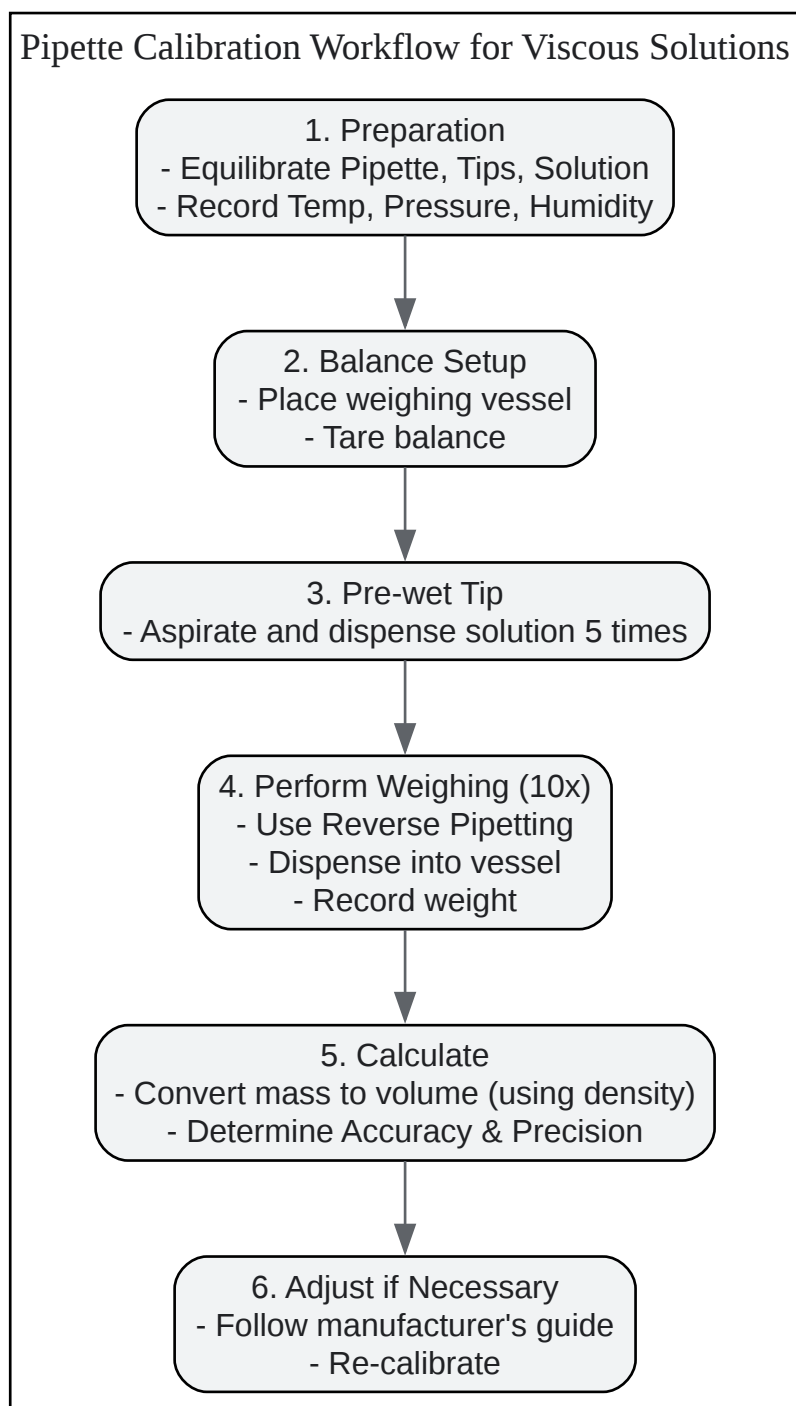 Pipette Calibration Workflow for Viscous Solutions
1. Preparation
- Equilibrate Pipette, Tips, Solution
- Record Temp, Pressure, Humidity
2. Balance Setup
- Place weighing vessel
- Tare balance
3. Pre-wet Tip
- Aspirate and dispense solution 5 times
4. Perform Weighing (10x)
- Use Reverse Pipetting
- Dispense into vessel
- Record weight
5. Calculate
- Convert mass to volume (using density)
- Determine Accuracy & Precision
6. Adjust if Necessary
- Follow manufacturer's guide
- Re-calibrate